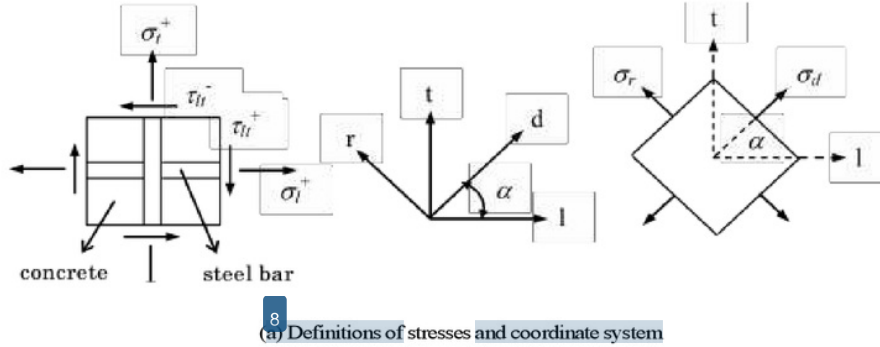 t
σt+
σr
σd
τlt-
τlt+
t
d
r
α
α
l
σl+
l
concrete
steel bar
8
(a) Definitions of stresses and coordinate system